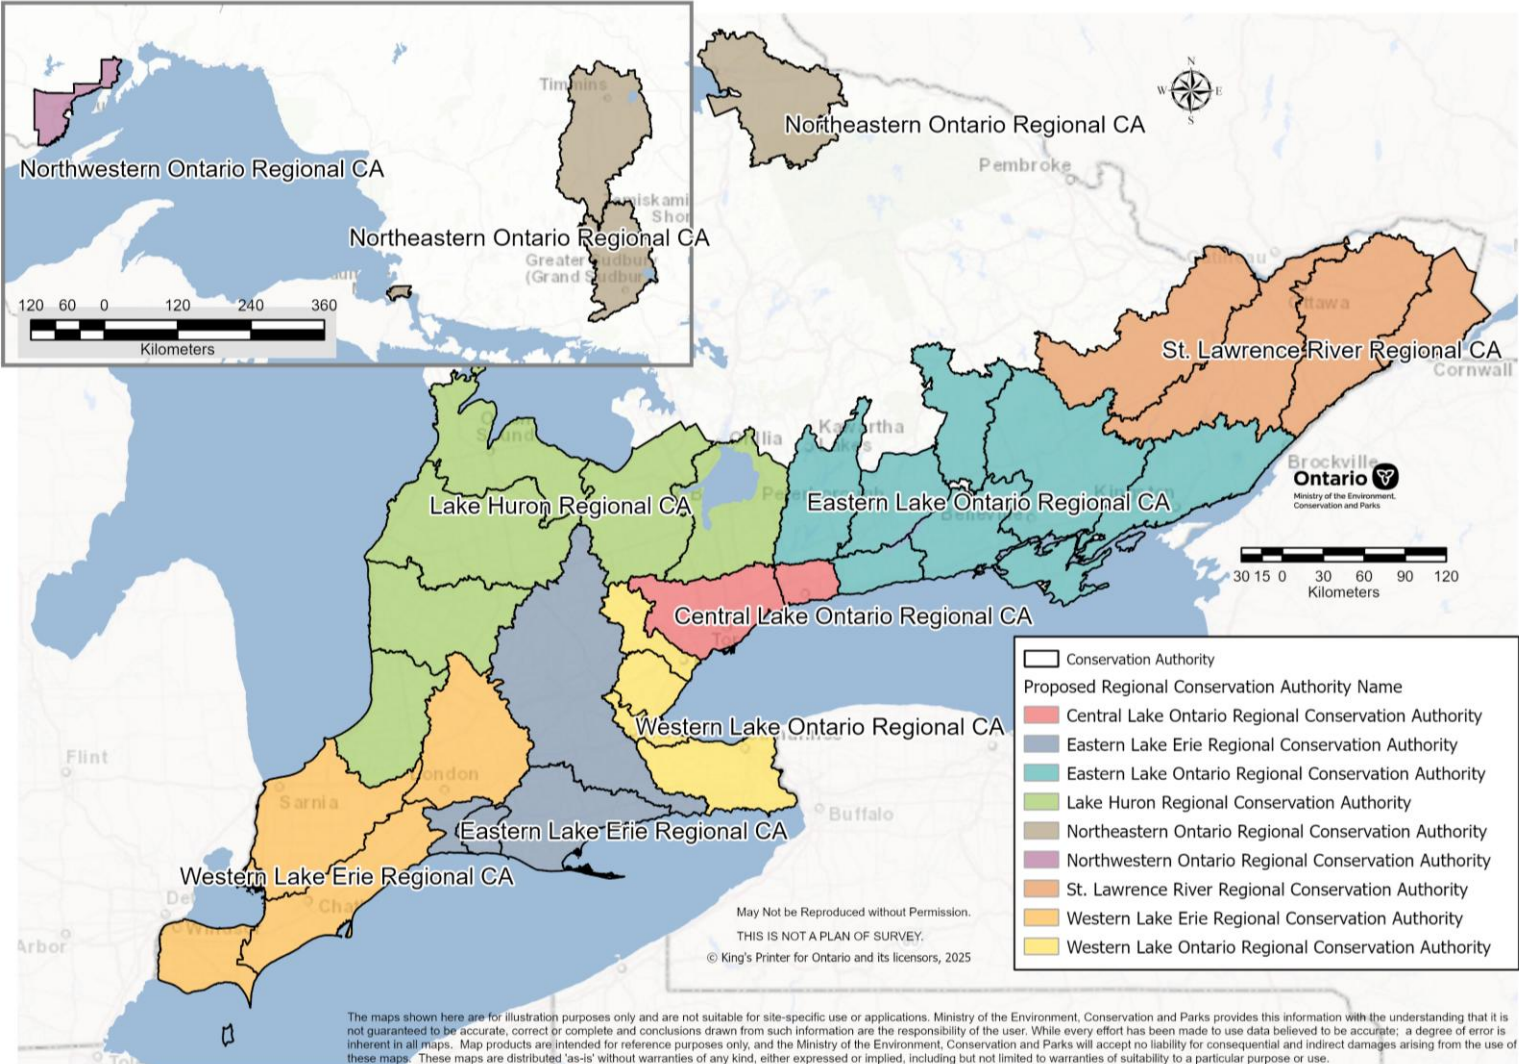 Timmins
Northwestern Ontario Regional CA
Northeastern Ontario Regional CA
Greater Sudbury
(Grand Sudbur
120 60 0 120 240 360
Kilometers
N
W E
S
Northeastern Ontario Regional CA
Pembroke
Ottawa
St. Lawrence River Regional CA
Cornwall
Kawartha
Lakes
Sound
Brockville
Ontario
Ministry of the Environment,
Conservation and Parks
Lake Huron Regional CA
Eastern Lake Ontario Regional CA
30 15 0 30 60 90 120
Kilometers
Central Lake Ontario Regional CA
Western Lake Ontario Regional CA
Flint
London
Sarnia
Buffalo
Eastern Lake Erie Regional CA
Western Lake Erie Regional CA
Windsor
Arbor
Conservation Authority
Proposed Regional Conservation Authority Name
Central Lake Ontario Regional Conservation Authority
Eastern Lake Erie Regional Conservation Authority
Eastern Lake Ontario Regional Conservation Authority
Lake Huron Regional Conservation Authority
Northeastern Ontario Regional Conservation Authority
Northwestern Ontario Regional Conservation Authority
St. Lawrence River Regional Conservation Authority
Western Lake Erie Regional Conservation Authority
Western Lake Ontario Regional Conservation Authority
May Not be Reproduced without Permission.
THIS IS NOT A PLAN OF SURVEY.
© King's Printer for Ontario and its licensors, 2025
The maps shown here are for illustration purposes only and are not suitable for site-specific use or applications. Ministry of the Environment, Conservation and Parks provides this information with the understanding that it is
not guaranteed to be accurate, correct or complete and conclusions drawn from such information are the responsibility of the user. While every effort has been made to use data believed to be accurate; a degree of error is
inherent in all maps. Map products are intended for reference purposes only, and the Ministry of the Environment, Conservation and Parks will accept no liability for consequential and indirect damages arising from the use of
these maps. These maps are distributed 'as-is' without warranties of any kind, either expressed or implied, including but not limited to warranties of suitability to a particular purpose or use.